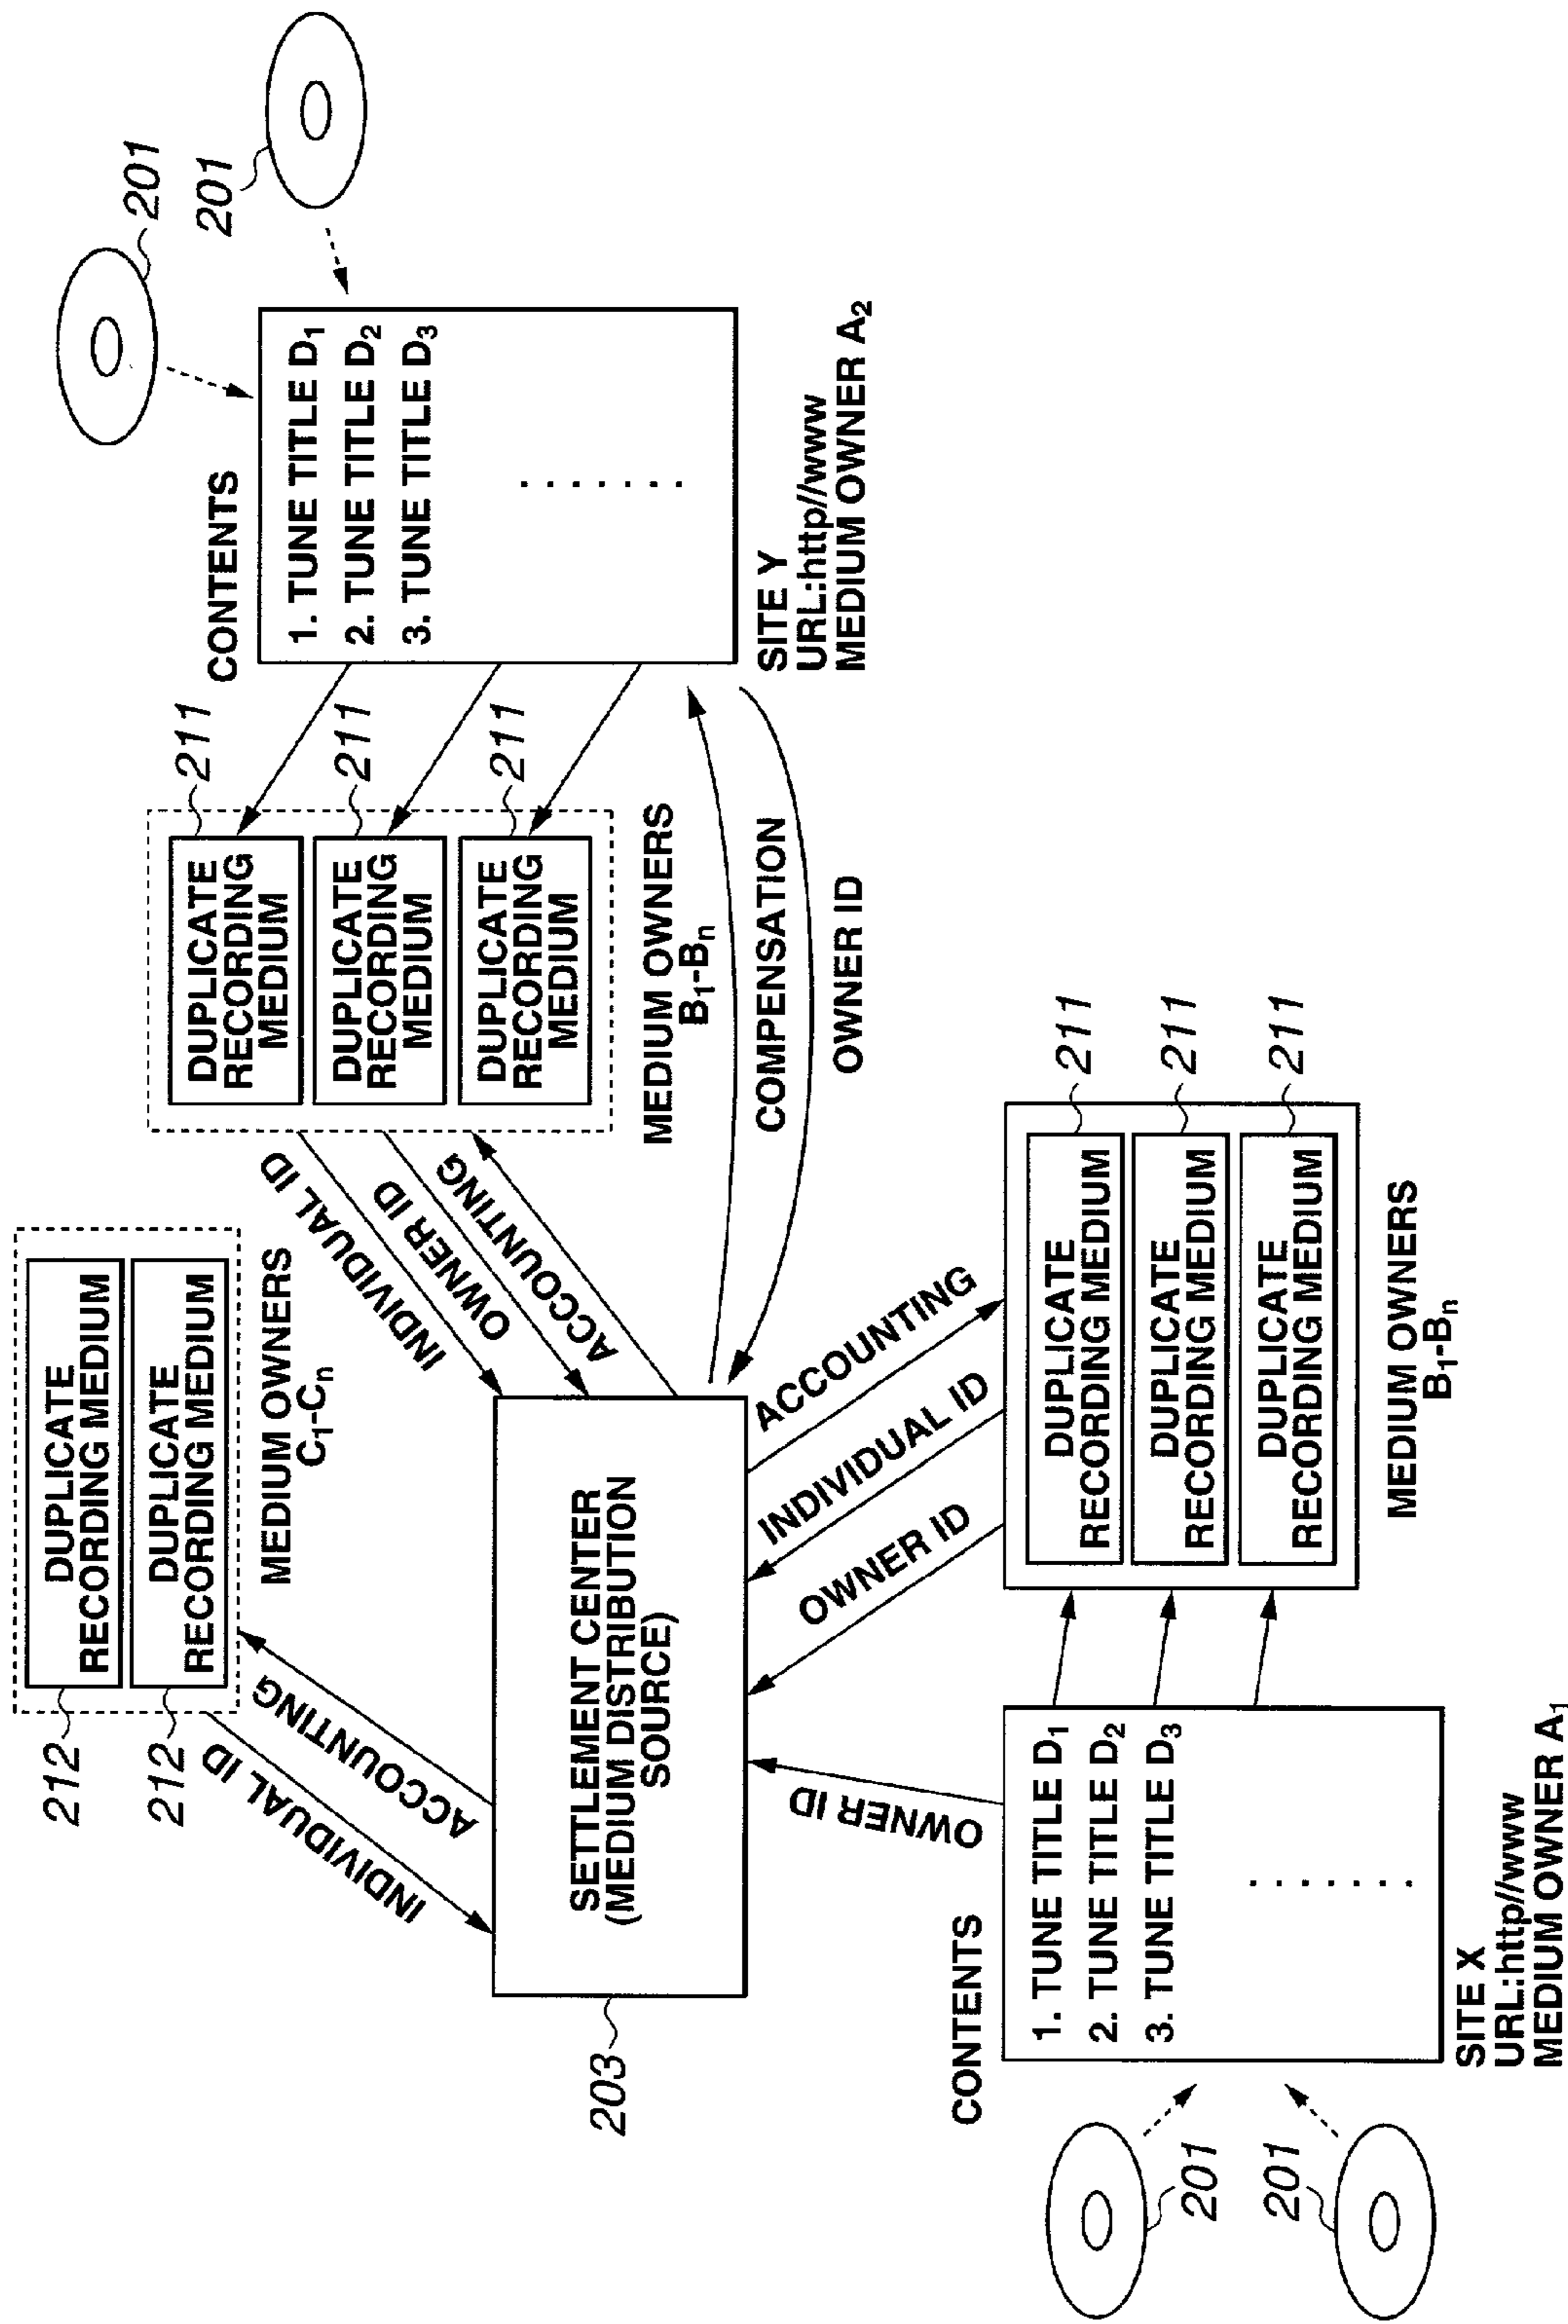 212
DUPLICATE
RECORDING MEDIUM
212
DUPLICATE
RECORDING MEDIUM
MEDIUM OWNERS
C₁-Cₙ
INDIVIDUAL ID
ACCOUNTING
203
SETTLEMENT CENTER
(MEDIUM DISTRIBUTION
SOURCE)
INDIVIDUAL ID
OWNER ID
ACCOUNTING
DUPLICATE
RECORDING
MEDIUM
211
DUPLICATE
RECORDING
MEDIUM
211
DUPLICATE
RECORDING
MEDIUM
211
MEDIUM OWNERS
B₁-Bₙ
COMPENSATION
OWNER ID
201
201
CONTENTS
1. TUNE TITLE D₁
2. TUNE TITLE D₂
3. TUNE TITLE D₃
.......
SITE Y
URL:http//www
MEDIUM OWNER A₂
ACCOUNTING
INDIVIDUAL ID
OWNER ID
OWNER ID
CONTENTS
1. TUNE TITLE D₁
2. TUNE TITLE D₂
3. TUNE TITLE D₃
.......
SITE X
URL:http//www
MEDIUM OWNER A₁
201
201
DUPLICATE
RECORDING MEDIUM
211
DUPLICATE
RECORDING MEDIUM
211
DUPLICATE
RECORDING MEDIUM
211
MEDIUM OWNERS
B₁-Bₙ